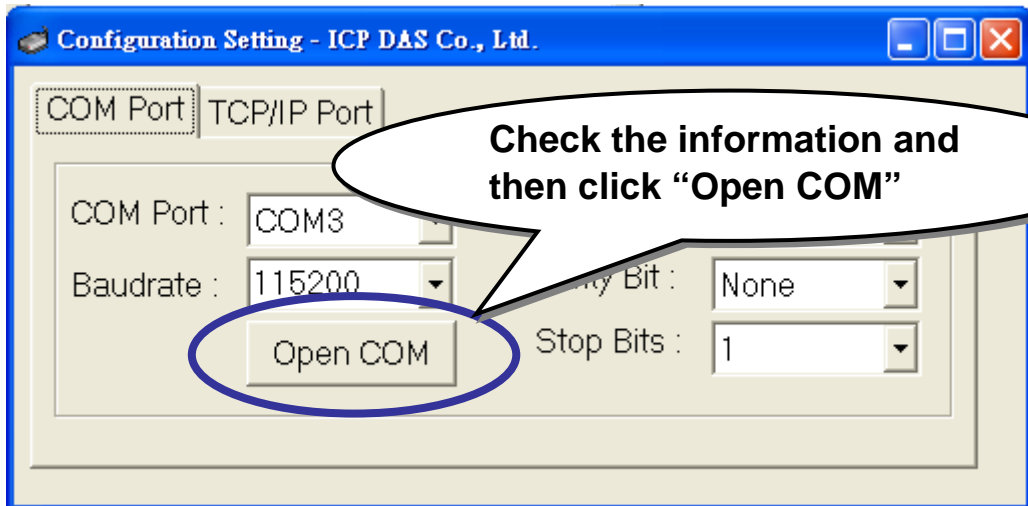 Configuration Setting - ICP DAS Co., Ltd.
COM Port TCP/IP Port
Check the information and
then click “Open COM”
COM Port : COM3
Baudrate : 115200
Bit : None
Open COM
Stop Bits : 1